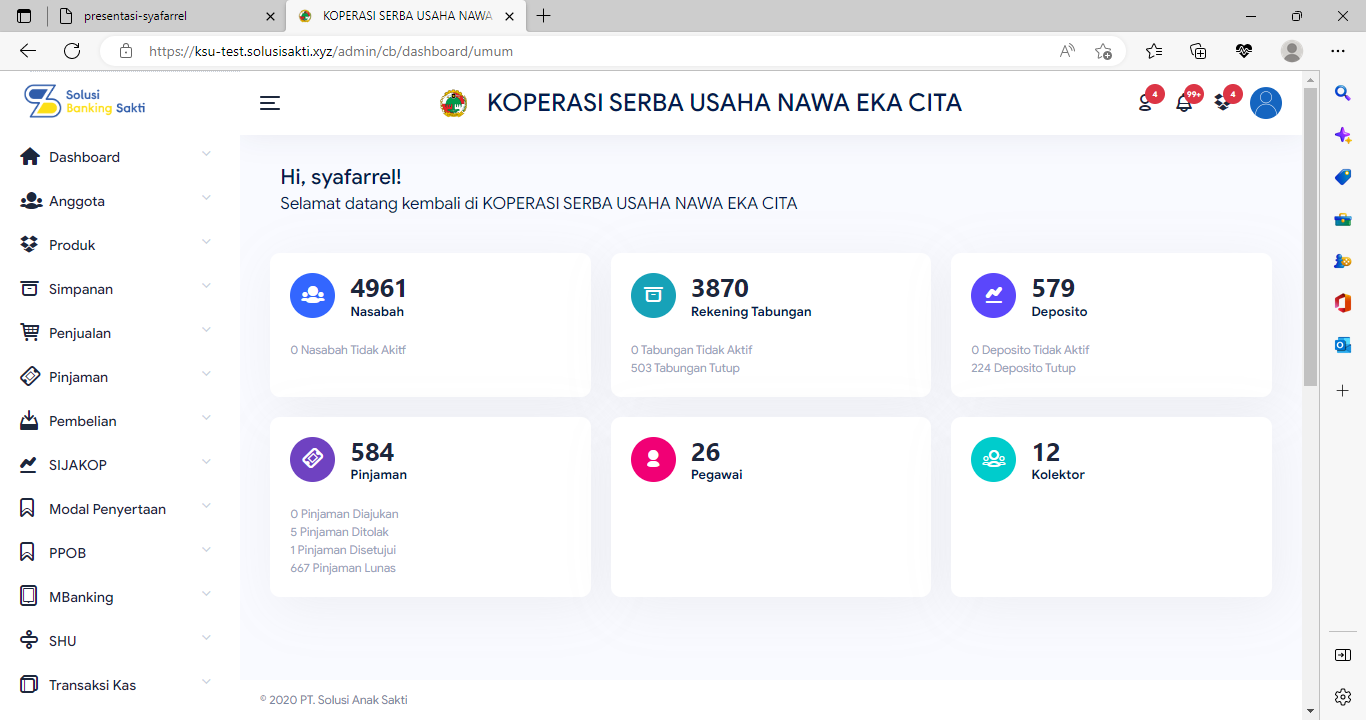 presentasi-syafarrel
KOPERASI SERBA USAHA NAWA
https://ksu-test.solusisakti.xyz/admin/cb/dashboard/umum
Solusi
Banking Sakti
KOPERASI SERBA USAHA NAWA EKA CITA
4
99+
4
Dashboard
Anggota
Produk
Simpanan
Penjualan
Pinjaman
Pembelian
SIJAKOP
Modal Penyertaan
PPOB
MBanking
SHU
Transaksi Kas
Hi, syafarrel!
Selamat datang kembali di KOPERASI SERBA USAHA NAWA EKA CITA
4961
Nasabah
0 Nasabah Tidak Akitf
3870
Rekening Tabungan
0 Tabungan Tidak Aktif
503 Tabungan Tutup
579
Deposito
0 Deposito Tidak Aktif
224 Deposito Tutup
584
Pinjaman
0 Pinjaman Diajukan
5 Pinjaman Ditolak
1 Pinjaman Disetujui
667 Pinjaman Lunas
26
Pegawai
12
Kolektor
© 2020 PT. Solusi Anak Sakti